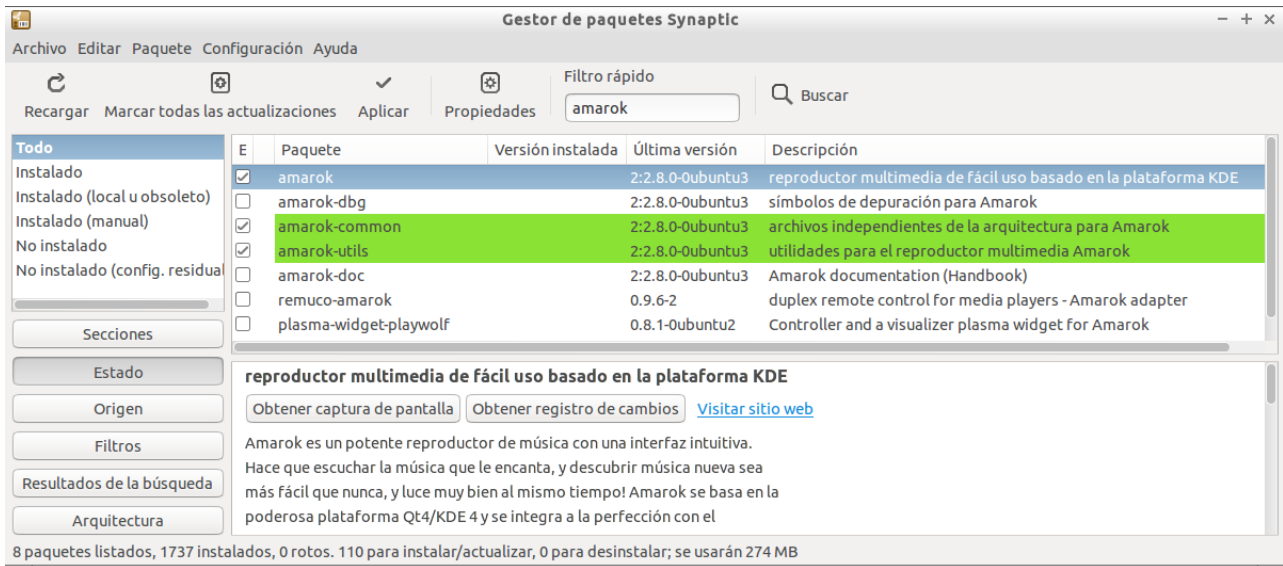 Gestor de paquetes Synaptic
Archivo Editar Paquete Configuración Ayuda
Recargar Marcar todas las actualizaciones Aplicar Propiedades Filtro rápido amarok Buscar
Todo
Instalado
Instalado (local u obsoleto)
Instalado (manual)
No instalado
No instalado (config. residual
Secciones
Estado
Origen
Filtros
Resultados de la búsqueda
Arquitectura
E Paquete Versión instalada Última versión Descripción
amarok 2:2.8.0-0ubuntu3 reproductor multimedia de fácil uso basado en la plataforma KDE
amarok-dbg 2:2.8.0-0ubuntu3 símbolos de depuración para Amarok
amarok-common 2:2.8.0-0ubuntu3 archivos independientes de la arquitectura para Amarok
amarok-utils 2:2.8.0-0ubuntu3 utilidades para el reproductor multimedia Amarok
amarok-doc 2:2.8.0-0ubuntu3 Amarok documentation (Handbook)
remuco-amarok 0.9.6-2 duplex remote control for media players - Amarok adapter
plasma-widget-playwolf 0.8.1-0ubuntu2 Controller and a visualizer plasma widget for Amarok
reproductor multimedia de fácil uso basado en la plataforma KDE
Obtener captura de pantalla Obtener registro de cambios Visitar sitio web
Amarok es un potente reproductor de música con una interfaz intuitiva.
Hace que escuchar la música que le encanta, y descubrir música nueva sea
más fácil que nunca, y luce muy bien al mismo tiempo! Amarok se basa en la
poderosa plataforma Qt4/KDE 4 y se integra a la perfección con el
8 paquetes listados, 1737 instalados, 0 rotos. 110 para instalar/actualizar, 0 para desinstalar; se usarán 274 MB